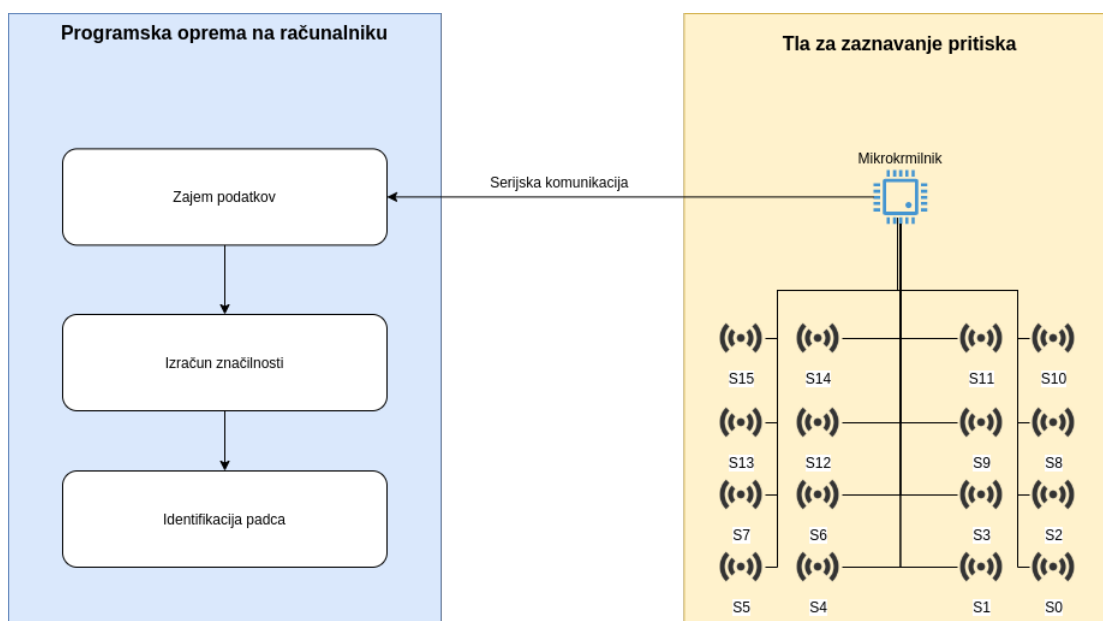 Programska oprema na računalniku
Tla za zaznavanje pritiska
Mikrokrmilnik
Serijska komunikacija
Zajem podatkov
Izračun značilnosti
Identifikacija padca
S15 S14 S11 S10
S13 S12 S9 S8
S7 S6 S3 S2
S5 S4 S1 S0